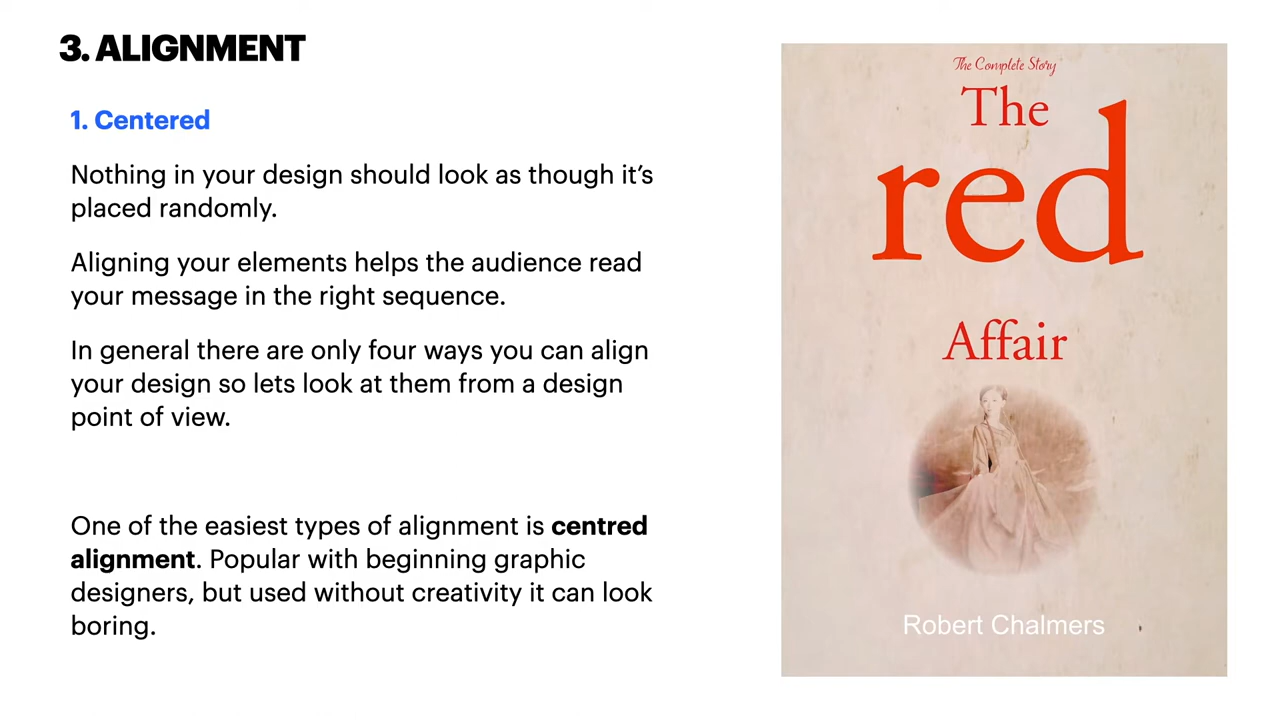 3. ALIGNMENT
1. Centered
Nothing in your design should look as though it’s
placed randomly.
Aligning your elements helps the audience read
your message in the right sequence.
In general there are only four ways you can align
your design so lets look at them from a design
point of view.
One of the easiest types of alignment is centred
alignment. Popular with beginning graphic
designers, but used without creativity it can look
boring.
The Complete Story
The
red
Affair
Robert Chalmers